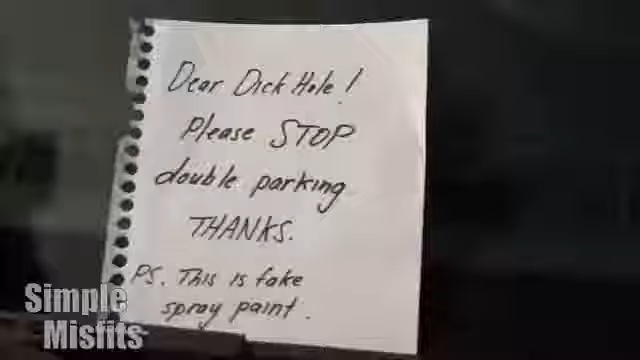 Dear Dick Hole!
Please STOP
double parking
THANKS.
PS. This is fake
spray paint.
Simple
Misfits